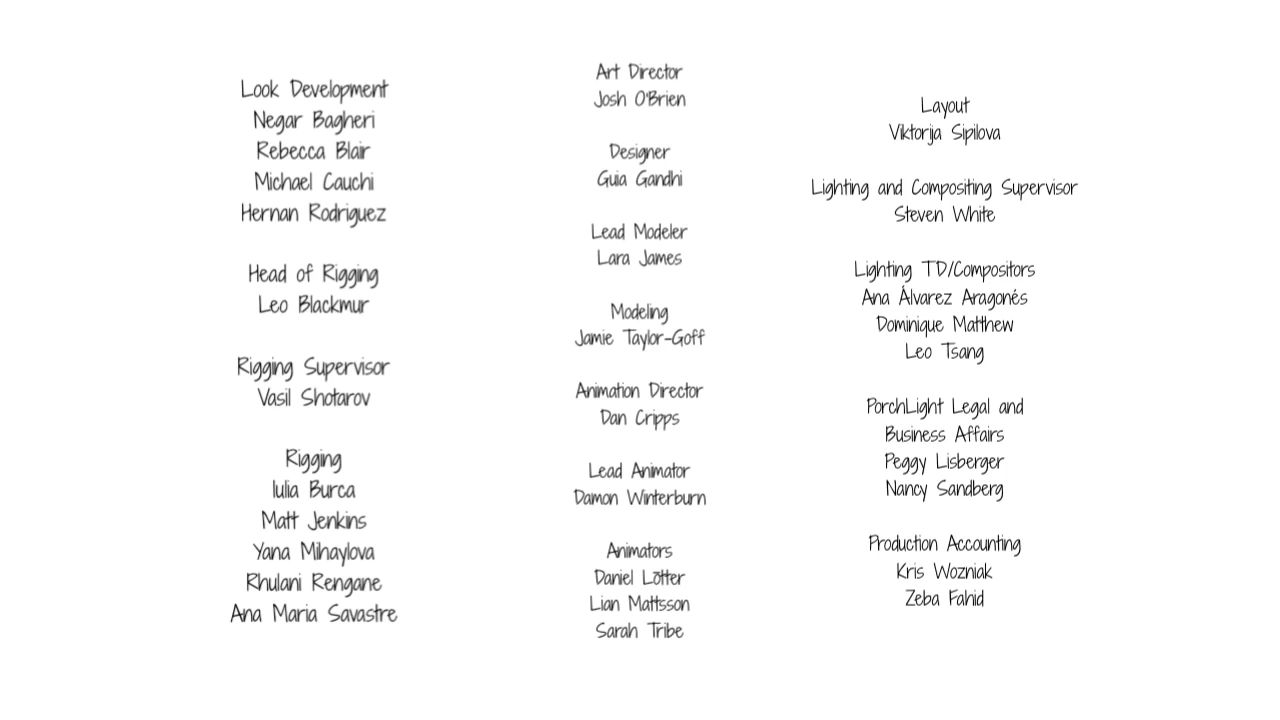 Look Development
Negar Bagheri
Rebecca Blair
Michael Cauchi
Hernan Rodriguez
Head of Rigging
Leo Blackmur
Rigging Supervisor
Vasil Shotarov
Rigging
Iulia Burca
Matt Jenkins
Yana Mihaylova
Rhulani Rengane
Ana Maria Savastre
Art Director
Josh O'Brien
Designer
Guia Gandhi
Lead Modeler
Lara James
Modeling
Jamie Taylor-Goff
Animation Director
Dan Cripps
Lead Animator
Damon Winterburn
Animators
Daniel Lötter
Lian Mattsson
Sarah Tribe
Layout
Viktorija Sipilova
Lighting and Compositing Supervisor
Steven White
Lighting TD/Compositors
Ana Álvarez Aragonés
Dominique Matthew
Leo Tsang
PorchLight Legal and
Business Affairs
Peggy Lisberger
Nancy Sandberg
Production Accounting
Kris Wozniak
Zeba Fahid